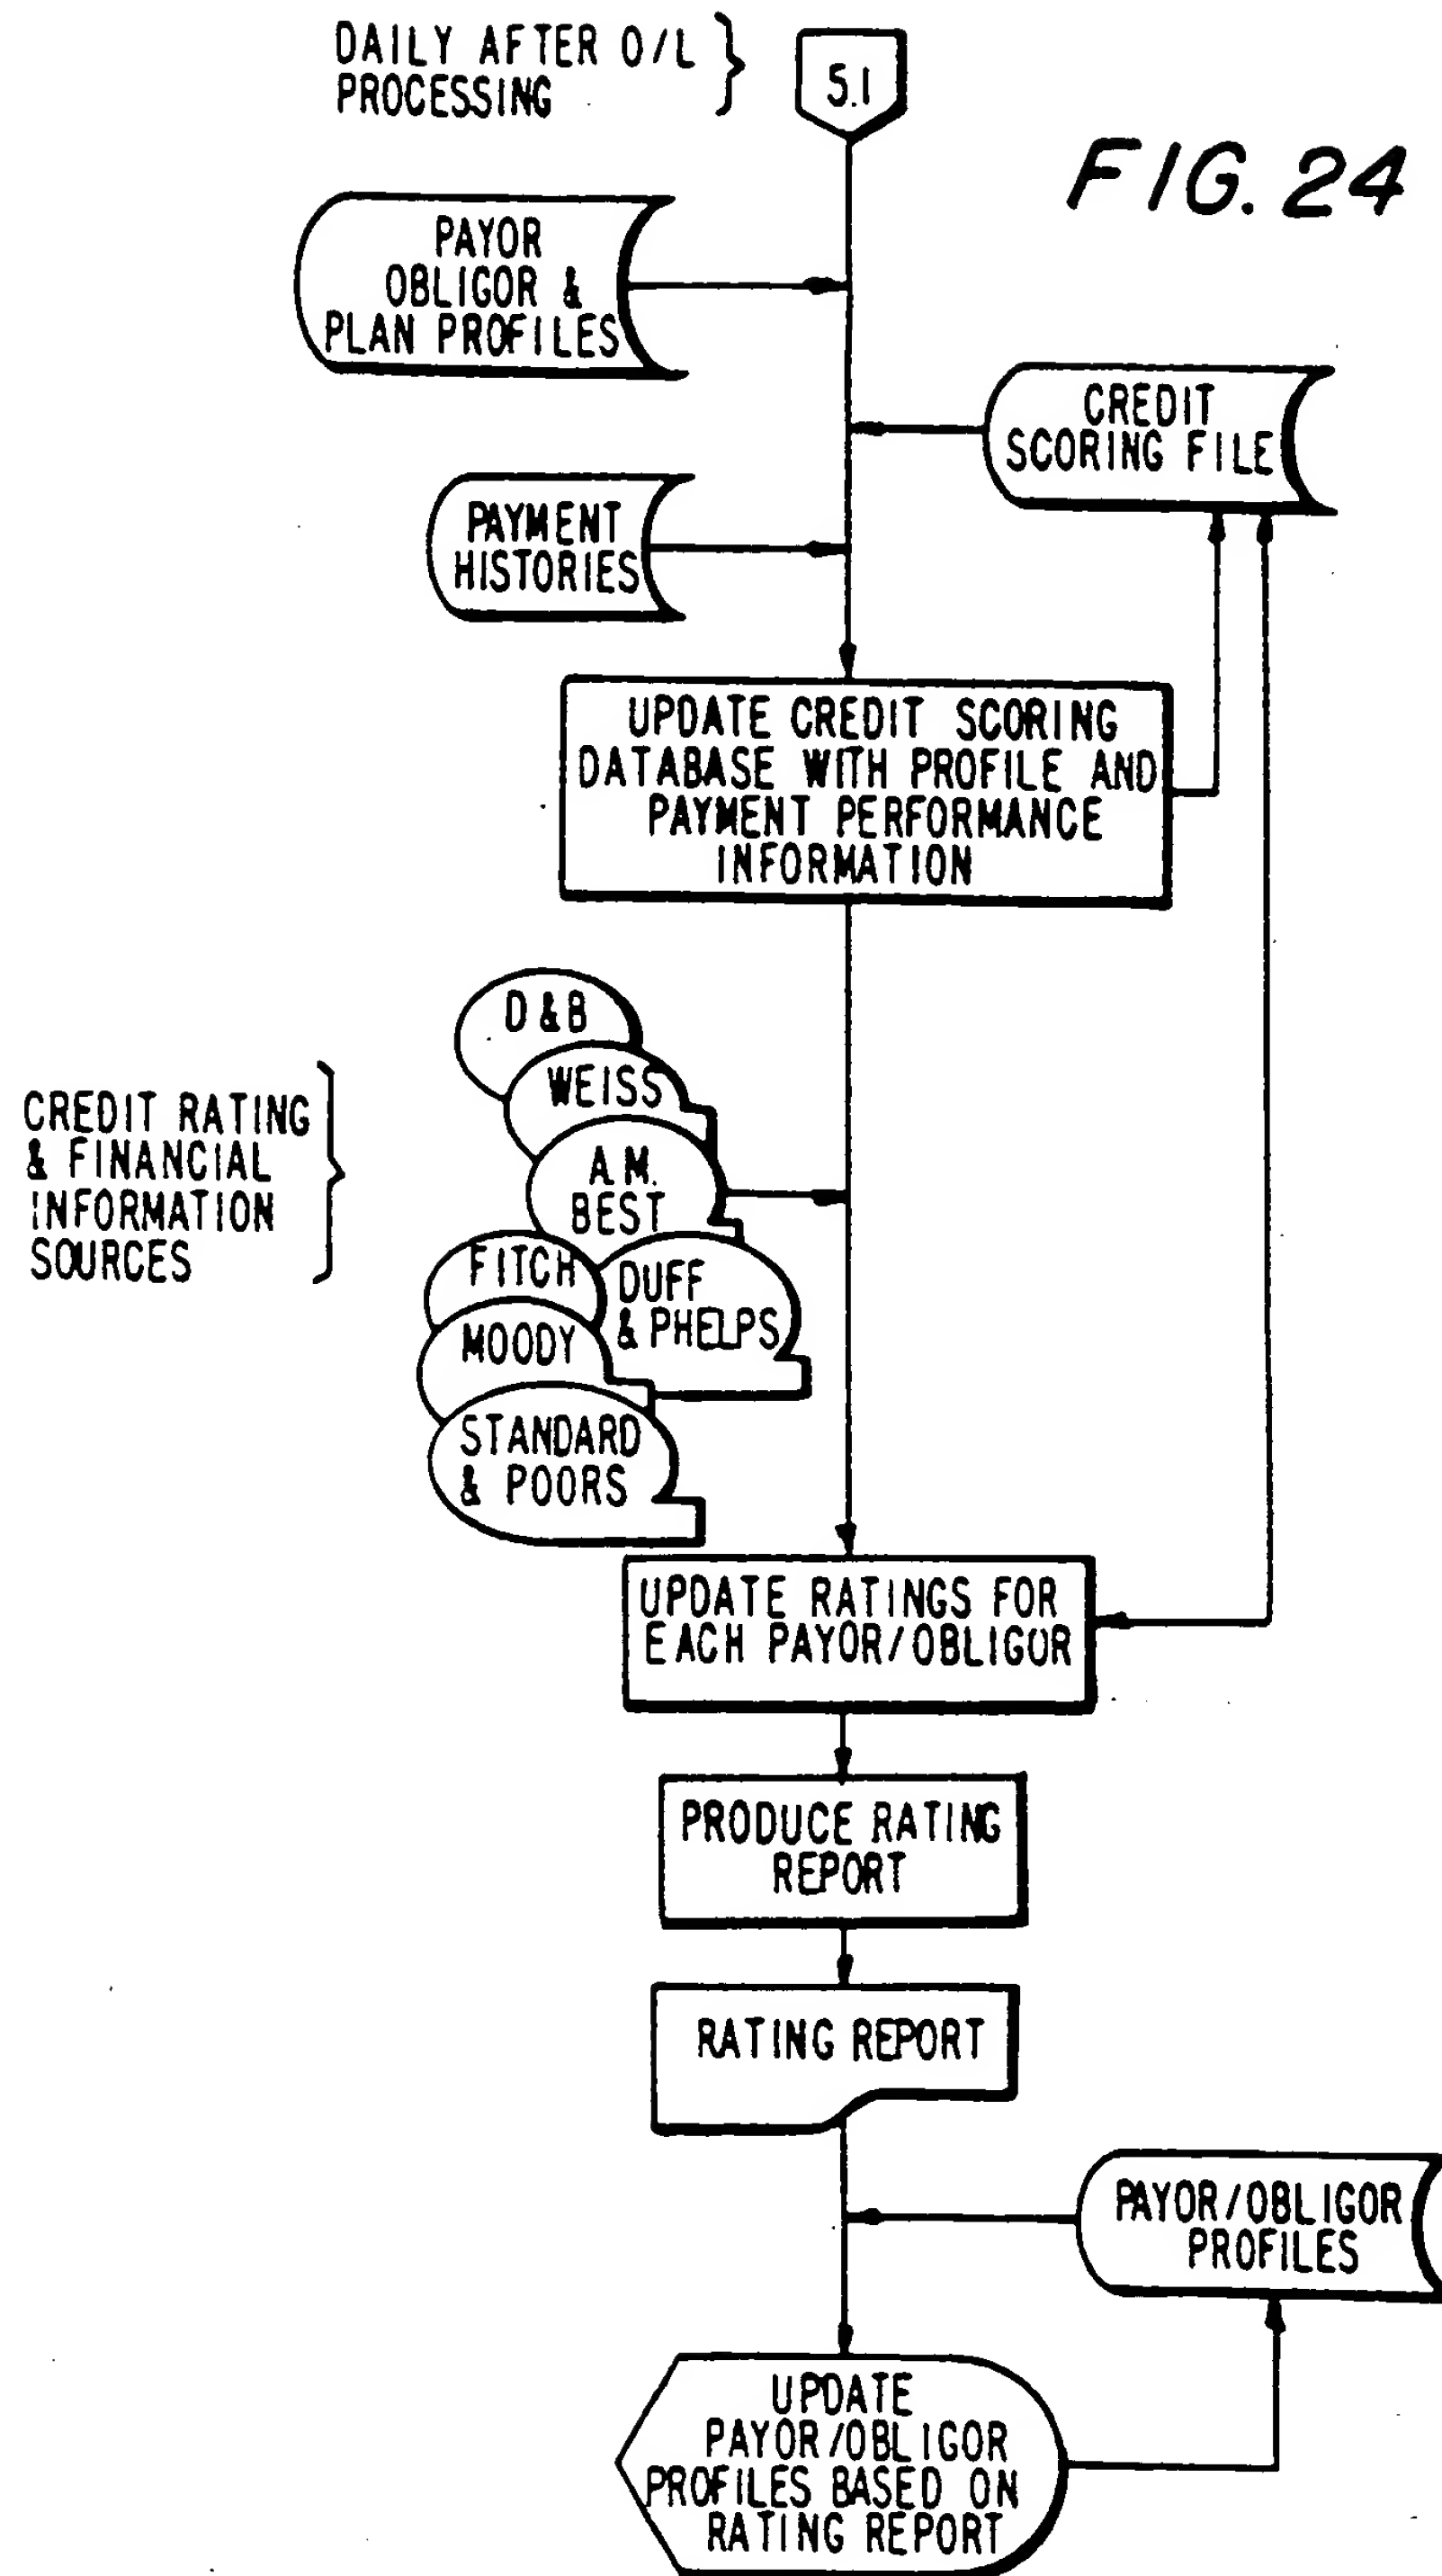 DAILY AFTER O/L
PROCESSING
5.1
FIG. 24
PAYOR
OBLIGOR &
PLAN PROFILES
CREDIT
SCORING FILE
PAYMENT
HISTORIES
UPDATE CREDIT SCORING
DATABASE WITH PROFILE AND
PAYMENT PERFORMANCE
INFORMATION
CREDIT RATING
& FINANCIAL
INFORMATION
SOURCES
D & B
WEISS
A.M.
BEST
FITCH
DUFF
& PHELPS
MOODY
STANDARD
& POORS
UPDATE RATINGS FOR
EACH PAYOR/OBLIGOR
PRODUCE RATING
REPORT
RATING REPORT
PAYOR/OBLIGOR
PROFILES
UPDATE
PAYOR/OBLIGOR
PROFILES BASED ON
RATING REPORT